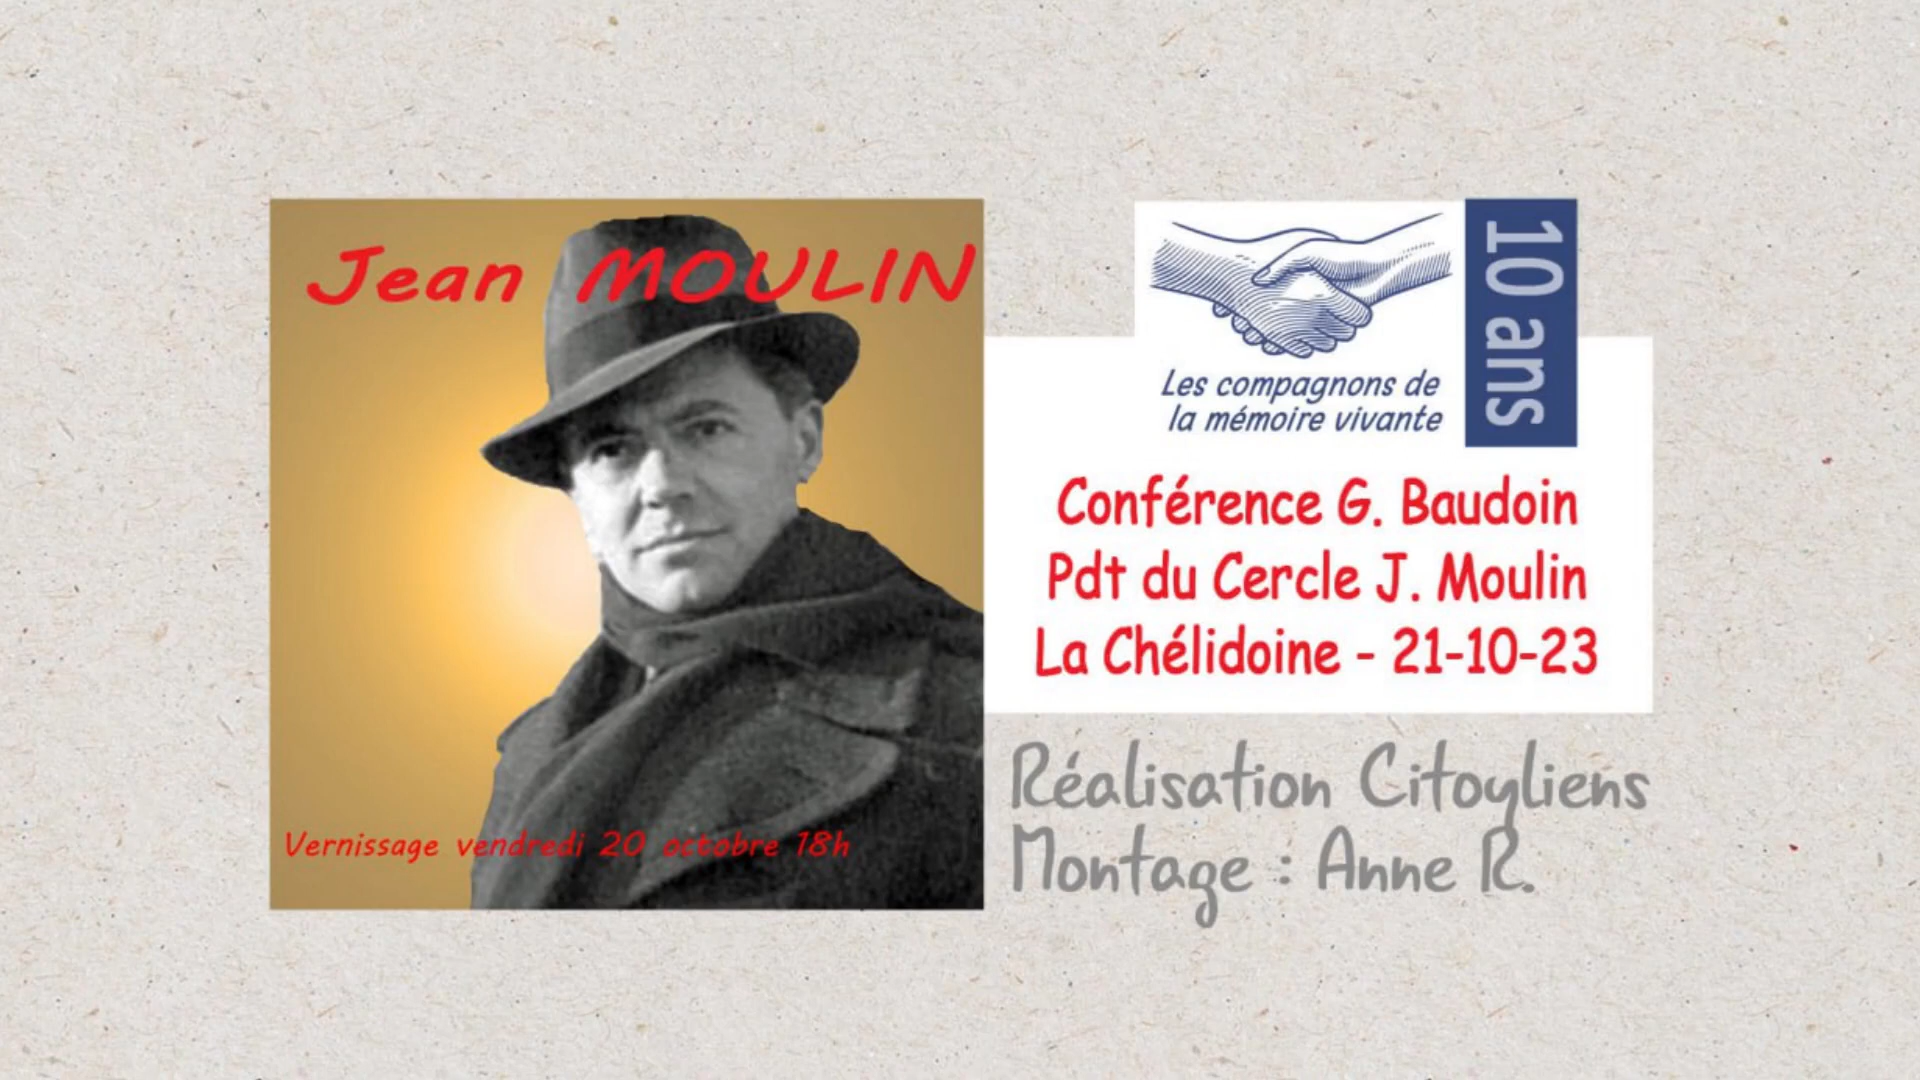 Jean MOULIN
Vernissage vendredi 20 octobre 18h
10 ans
Les compagnons de
la mémoire vivante
Conférence G. Baudoin
Pdt du Cercle J. Moulin
La Chélidoine - 21-10-23
Réalisation Citoyliens
Montage : Anne R.